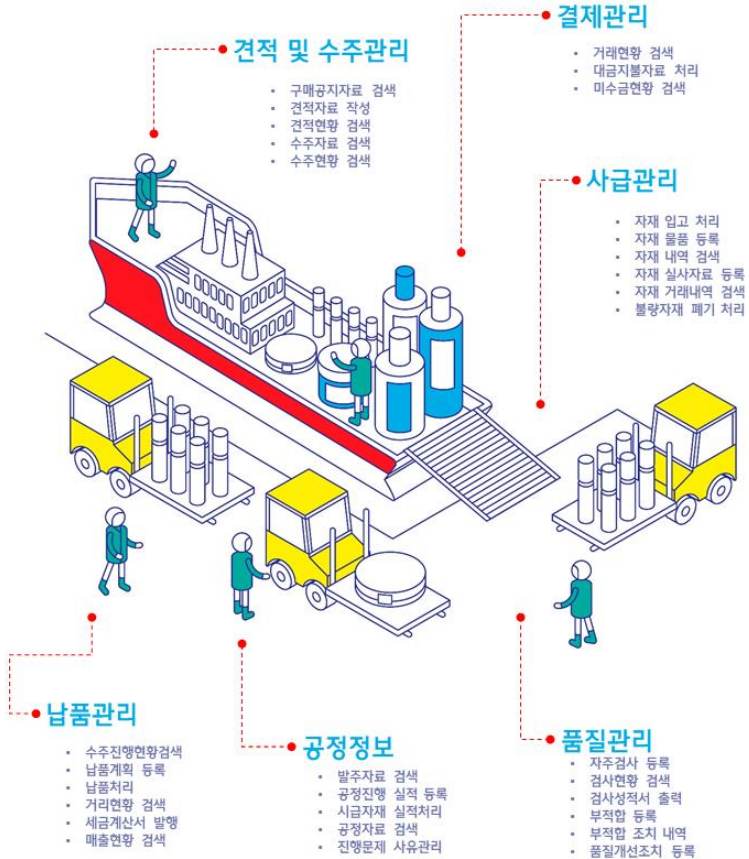 결제관리
거래현황 검색
대금지불자료 처리
미수금현황 검색
견적 및 수주관리
구매공지자료 검색
견적자료 작성
견적현황 검색
수주자료 검색
수주현황 검색
사급관리
자재 입고 처리
자재 물품 등록
자재 내역 검색
자재 실사자료 등록
자재 거래내역 검색
불량자재 폐기 처리
납품관리
수주진행현황검색
납품계획 등록
납품처리
거리현황 검색
세금계산서 발행
매출현황 검색
공정정보
발주자료 검색
공정진행 실적 등록
시급자재 실적처리
공정자료 검색
진행문제 사유관리
품질관리
자주검사 등록
검사현황 검색
검사성적서 출력
부적합 등록
부적합 조치 내역
품질개선조치 등록